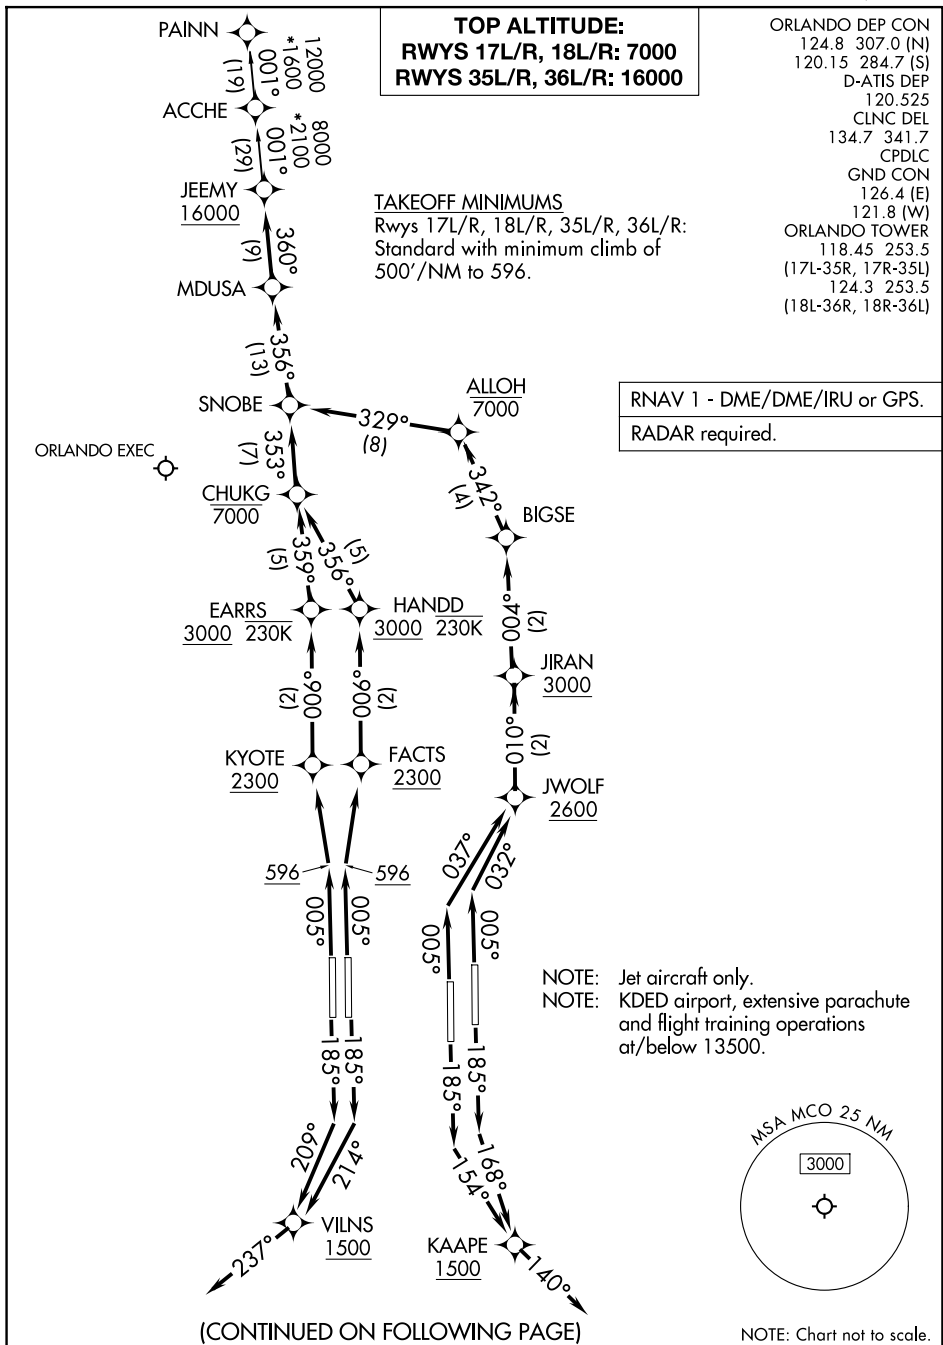 TOP ALTITUDE:
RWYS 17L/R, 18L/R: 7000
RWYS 35L/R, 36L/R: 16000
ORLANDO DEP CON
124.8 307.0 (N)
120.15 284.7 (S)
D-ATIS DEP
120.525
CLNC DEL
134.7 341.7
CPDLC
GND CON
126.4 (E)
121.8 (W)
ORLANDO TOWER
118.45 253.5
(17L-35R, 17R-35L)
124.3 253.5
(18L-36R, 18R-36L)
PAINN
12000
*1600
001°
(19)
ACCHE
8000
*2100
001°
(29)
JEEMY
16000
TAKEOFF MINIMUMS
Rwys 17L/R, 18L/R, 35L/R, 36L/R:
Standard with minimum climb of
500'/NM to 596.
360°
(9)
MDUSA
356°
(13)
SNOBE
ALLOH
7000
329°
(8)
RNAV 1 - DME/DME/IRU or GPS.
RADAR required.
ORLANDO EXEC
353°
(7)
CHUKG
7000
342°
(4)
BIGSE
359°
(5)
356°
(5)
EARRS
3000 230K
HANDD
3000 230K
004°
(2)
JIRAN
3000
006°
(2)
006°
(2)
010°
(2)
KYOTE
2300
FACTS
2300
JWOLF
2600
037°
032°
596
596
005°
005°
005°
005°
NOTE: Jet aircraft only.
NOTE: KDED airport, extensive parachute
and flight training operations
at/below 13500.
185°
185°
185°
185°
209°
214°
154°
168°
VILNS
1500
KAAPE
1500
237°
140°
MSA MCO 25 NM
3000
(CONTINUED ON FOLLOWING PAGE)
NOTE: Chart not to scale.